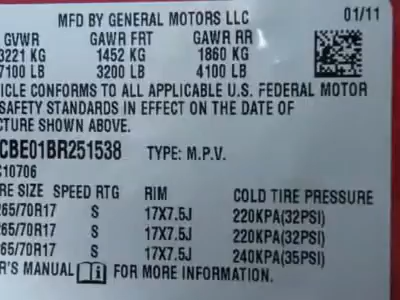 MFD BY GENERAL MOTORS LLC 01/11
GVWR GAWR FRT GAWR RR
3221 KG 1452 KG 1860 KG
7100 LB 3200 LB 4100 LB
ICLE CONFORMS TO ALL APPLICABLE U.S. FEDERAL MOTOR
SAFETY STANDARDS IN EFFECT ON THE DATE OF
CTURE SHOWN ABOVE.
CBE01BR251538 TYPE: M.P.V.
C10706
RE SIZE SPEED RTG RIM COLD TIRE PRESSURE
265/70R17 S 17X7.5J 220KPA(32PSI)
265/70R17 S 17X7.5J 220KPA(32PSI)
265/70R17 S 17X7.5J 240KPA(35PSI)
R'S MANUAL FOR MORE INFORMATION.